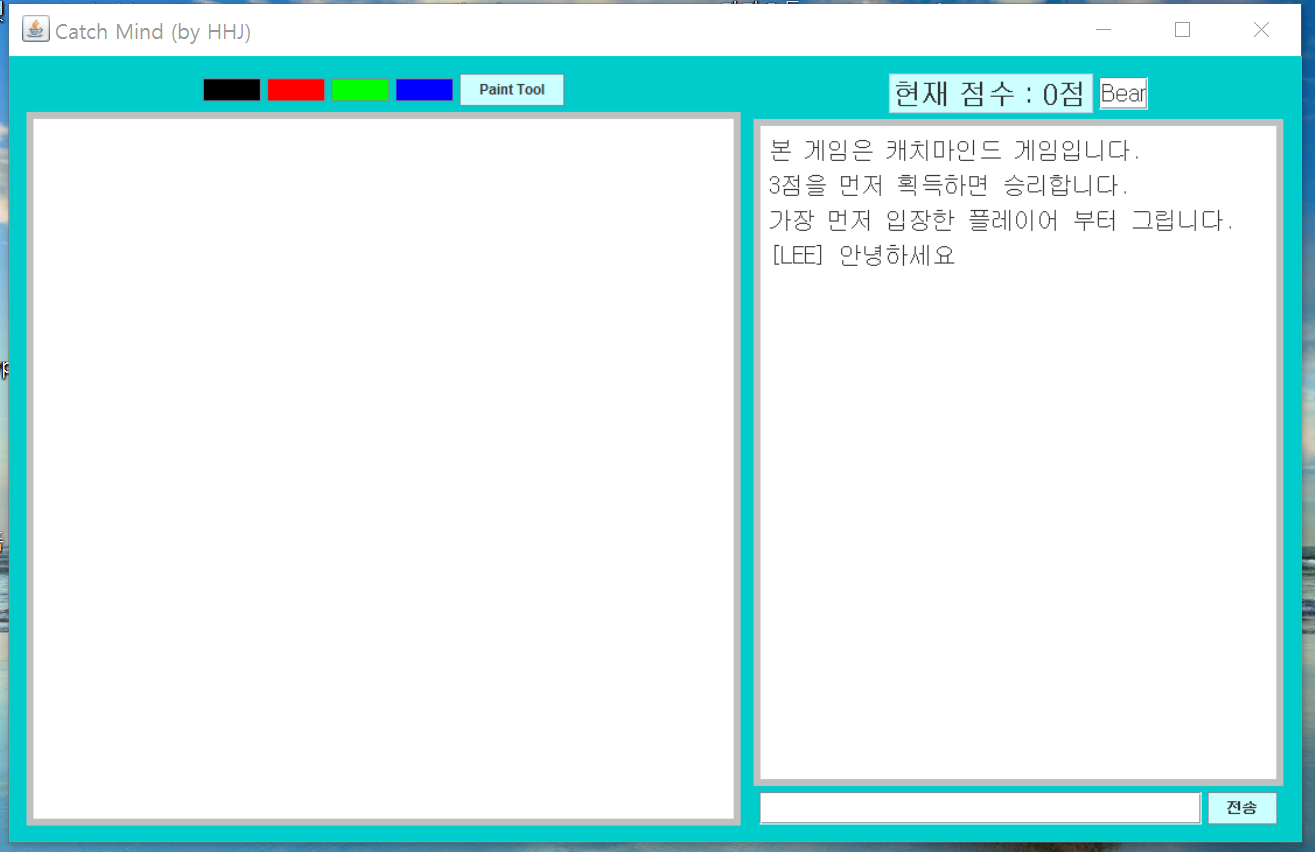 Catch Mind (by HHJ)
Paint Tool
현재 점수 : 0점
Bear
본 게임은 캐치마인드 게임입니다.
3점을 먼저 획득하면 승리합니다.
가장 먼저 입장한 플레이어 부터 그립니다.
[LEE] 안녕하세요
전송